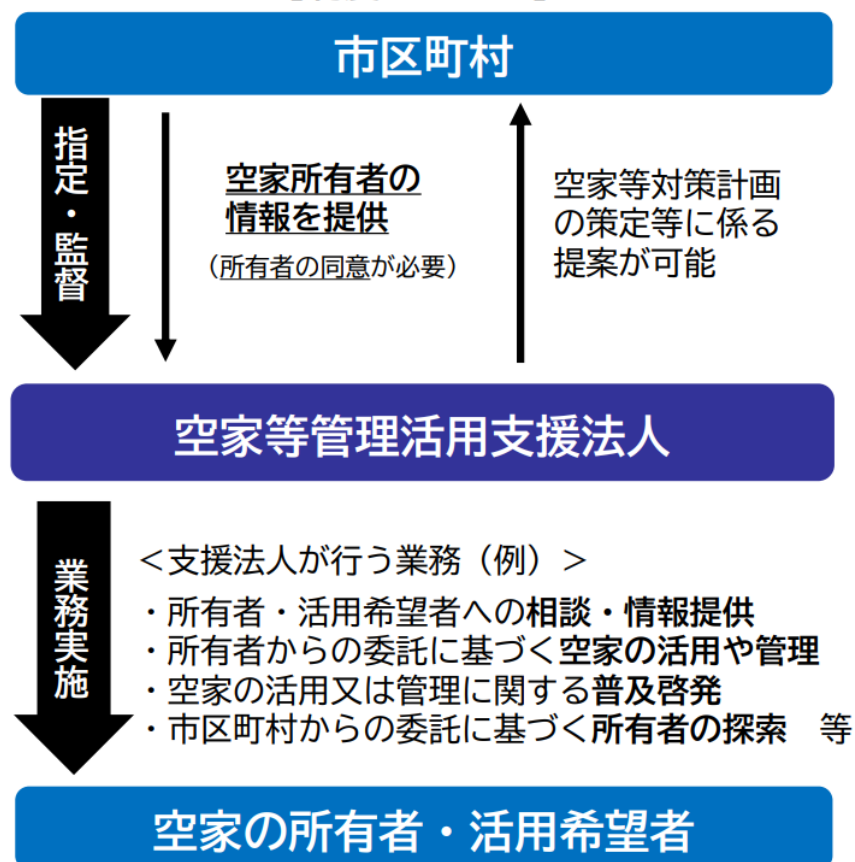 市区町村
指定・監督
空家所有者の
情報を提供
（所有者の同意が必要）
空家等対策計画
の策定等に係る
提案が可能
空家等管理活用支援法人
業務実施
＜支援法人が行う業務（例）＞
・所有者・活用希望者への相談・情報提供
・所有者からの委託に基づく空家の活用や管理
・空家の活用又は管理に関する普及啓発
・市区町村からの委託に基づく所有者の探索　等
空家の所有者・活用希望者